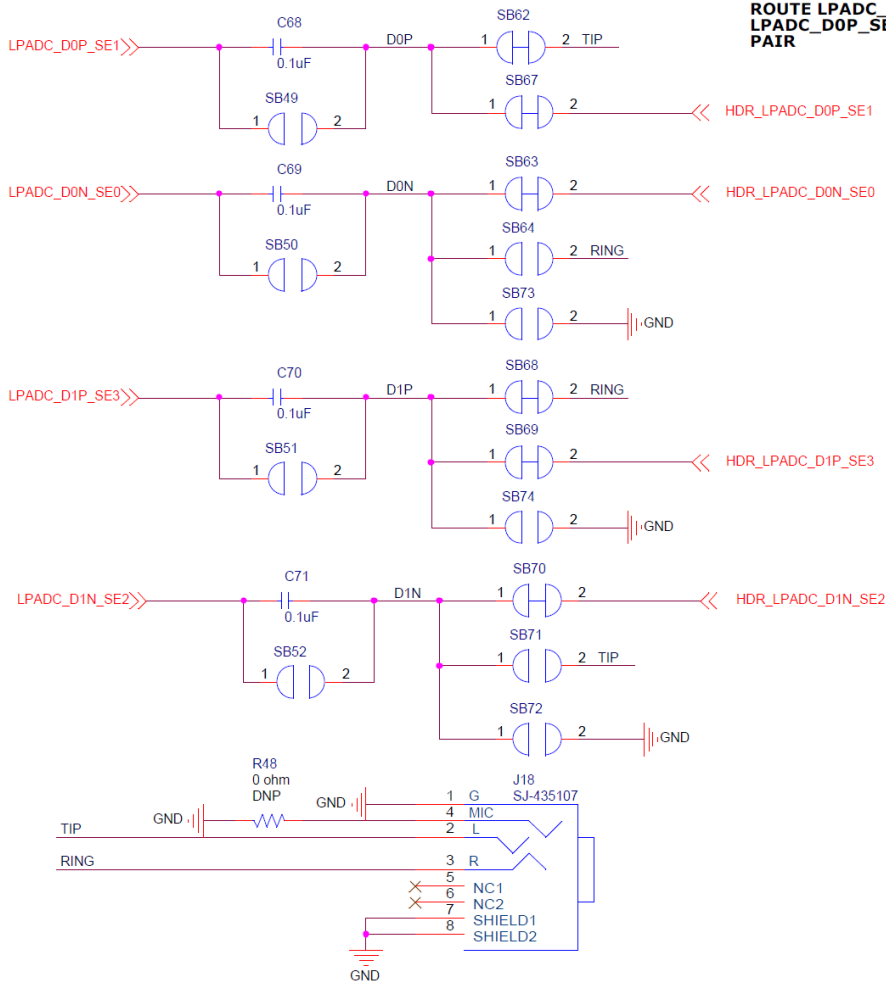 ROUTE LPADC_
LPADC_D0P_SE
PAIR
C68
SB62
LPADC_D0P_SE1
D0P
1
2
TIP
0.1uF
SB49
1
2
SB67
1
2
HDR_LPADC_D0P_SE1
C69
SB63
LPADC_D0N_SE0
D0N
1
2
HDR_LPADC_D0N_SE0
0.1uF
SB50
1
2
SB64
1
2
RING
SB73
1
2
GND
C70
SB68
LPADC_D1P_SE3
D1P
1
2
RING
0.1uF
SB51
1
2
SB69
1
2
HDR_LPADC_D1P_SE3
SB74
1
2
GND
C71
SB70
LPADC_D1N_SE2
D1N
1
2
HDR_LPADC_D1N_SE2
0.1uF
SB52
1
2
SB71
1
2
TIP
SB72
1
2
GND
R48
0 ohm
DNP
J18
SJ-435107
GND
1
G
GND
4
MIC
TIP
2
L
RING
3
R
5
NC1
6
NC2
7
SHIELD1
8
SHIELD2
GND